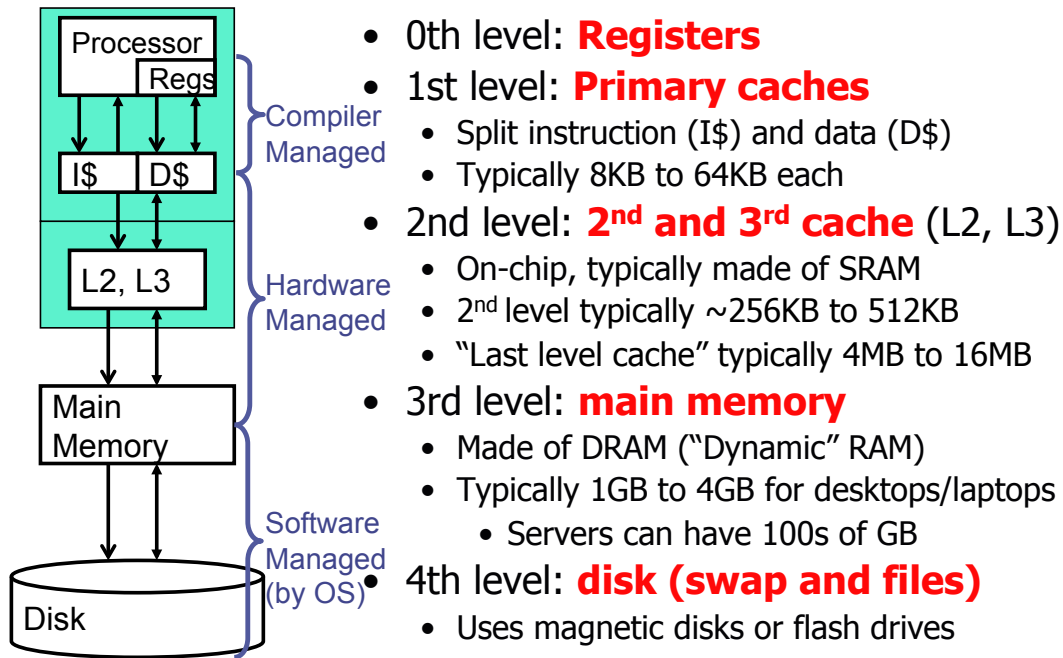 Processor
Regs
I$
D$
L2, L3
Main
Memory
Disk
Compiler
Managed
Hardware
Managed
Software
Managed
(by OS)
• 0th level: Registers
• 1st level: Primary caches
• Split instruction (I$) and data (D$)
• Typically 8KB to 64KB each
• 2nd level: 2nd and 3rd cache (L2, L3)
• On-chip, typically made of SRAM
• 2nd level typically ~256KB to 512KB
• “Last level cache” typically 4MB to 16MB
• 3rd level: main memory
• Made of DRAM (“Dynamic” RAM)
• Typically 1GB to 4GB for desktops/laptops
• Servers can have 100s of GB
• 4th level: disk (swap and files)
• Uses magnetic disks or flash drives